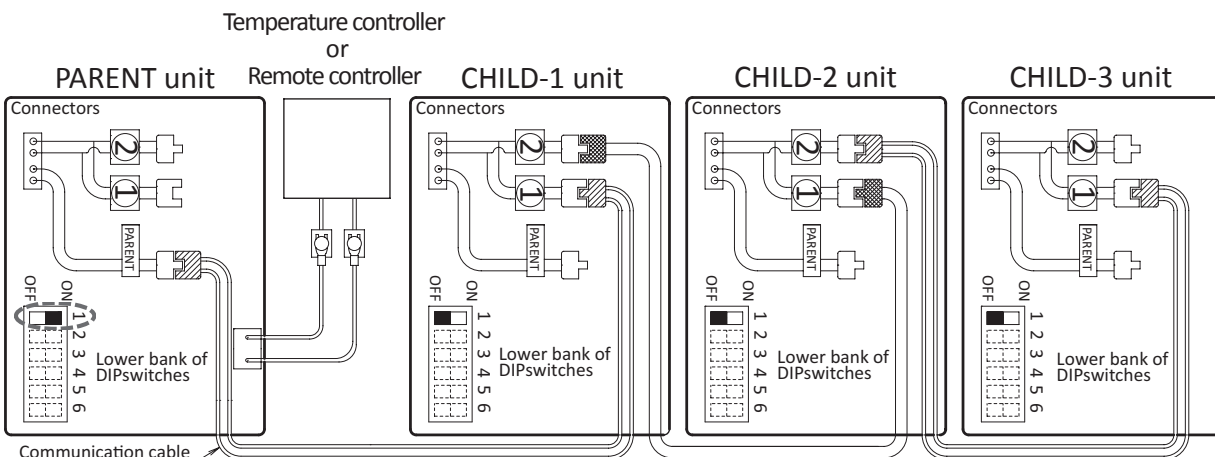 Temperature controller
or
Remote controller
PARENT unit
CHILD-1 unit
CHILD-2 unit
CHILD-3 unit
Connectors
2
1
PARENT
OFF
ON
1
2
3
4
5
6
Lower bank of
DIPswitches
Connectors
2
1
PARENT
OFF
ON
1
2
3
4
5
6
Lower bank of
DIPswitches
Connectors
2
1
PARENT
OFF
ON
1
2
3
4
5
6
Lower bank of
DIPswitches
Connectors
2
1
PARENT
OFF
ON
1
2
3
4
5
6
Lower bank of
DIPswitches
Communication cable